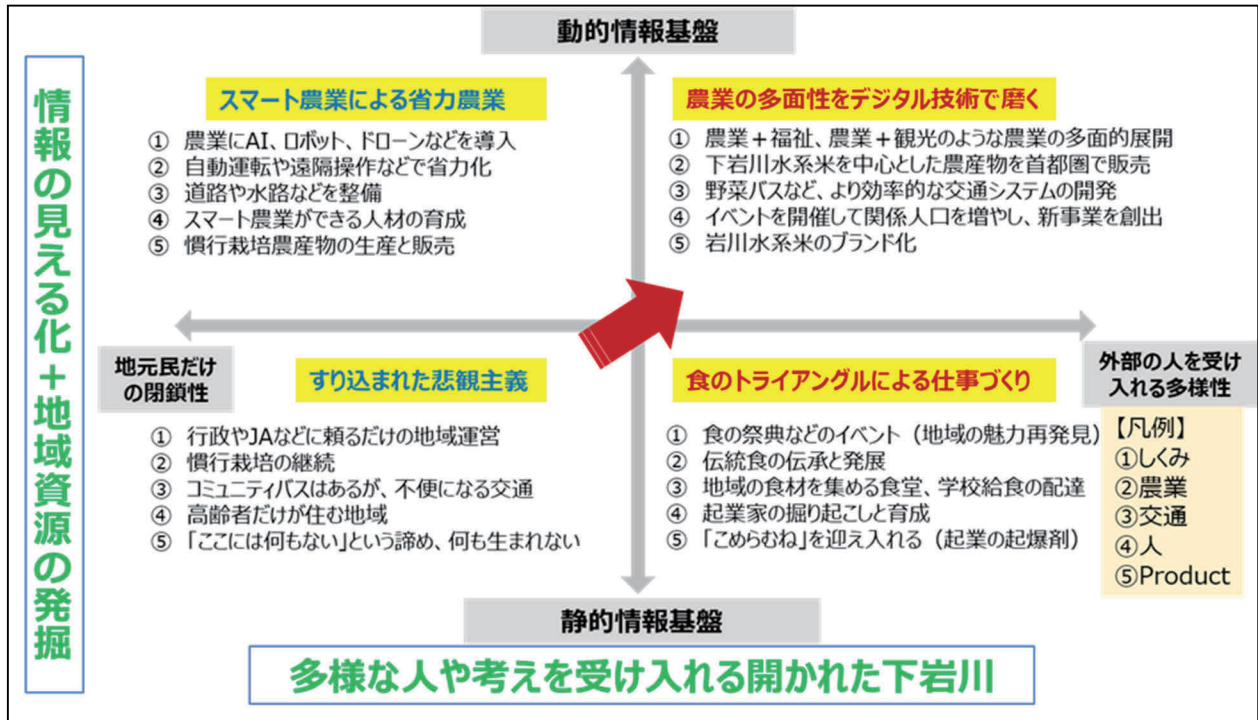 動的情報基盤
情報の見える化＋地域資源の発掘
スマート農業による省力農業
① 農業にAI、ロボット、ドローンなどを導入
② 自動運転や遠隔操作などで省力化
③ 道路や水路などを整備
④ スマート農業ができる人材の育成
⑤ 慣行栽培農産物の生産と販売
農業の多面性をデジタル技術で磨く
① 農業＋福祉、農業＋観光のような農業の多面的展開
② 下岩川水系米を中心とした農産物を首都圏で販売
③ 野菜バスなど、より効率的な交通システムの開発
④ イベントを開催して関係人口を増やし、新事業を創出
⑤ 岩川水系米のブランド化
地元民だけ
の閉鎖性
すり込まれた悲観主義
① 行政やJAなどに頼るだけの地域運営
② 慣行栽培の継続
③ コミュニティバスはあるが、不便になる交通
④ 高齢者だけが住む地域
⑤ 「ここには何もない」という諦め、何も生まれない
食のトライアングルによる仕事づくり
① 食の祭典などのイベント（地域の魅力再発見）
② 伝統食の伝承と発展
③ 地域の食材を集める食堂、学校給食の配達
④ 起業家の掘り起こしと育成
⑤ 「こめらむね」を迎え入れる（起業の起爆剤）
外部の人を受け
入れる多様性
【凡例】
①しくみ
②農業
③交通
④人
⑤Product
静的情報基盤
多様な人や考えを受け入れる開かれた下岩川